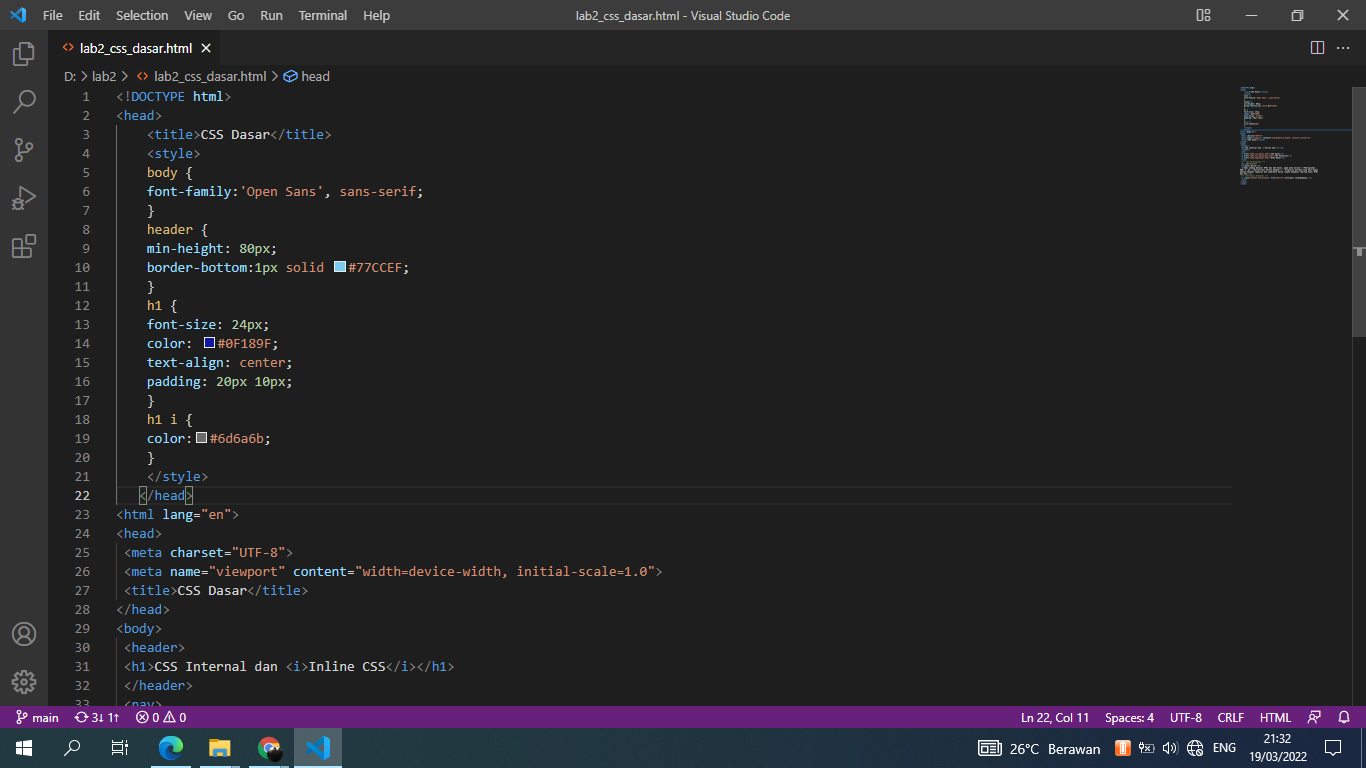 File Edit Selection View Go Run Terminal Help lab2_css_dasar.html - Visual Studio Code
lab2_css_dasar.html
D: > lab2 > lab2_css_dasar.html > head
1 <!DOCTYPE html>
2 <head>
3 <title>CSS Dasar</title>
4 <style>
5 body {
6 font-family:'Open Sans', sans-serif;
7 }
8 header {
9 min-height: 80px;
10 border-bottom:1px solid #77CCEF;
11 }
12 h1 {
13 font-size: 24px;
14 color: #0F189F;
15 text-align: center;
16 padding: 20px 10px;
17 }
18 h1 i {
19 color:#6d6a6b;
20 }
21 </style>
22 </head>
23 <html lang="en">
24 <head>
25 <meta charset="UTF-8">
26 <meta name="viewport" content="width=device-width, initial-scale=1.0">
27 <title>CSS Dasar</title>
28 </head>
29 <body>
30 <header>
31 <h1>CSS Internal dan <i>Inline CSS</i></h1>
32 </header>
33 <nav>
main 3↓ 1↑ 0 0 Ln 22, Col 11 Spaces: 4 UTF-8 CRLF HTML
26°C Berawan ENG 21:32
19/03/2022